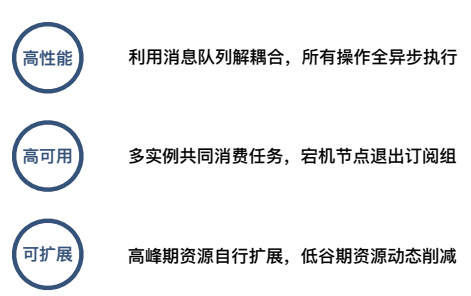 高性能
利用消息队列解耦合，所有操作全异步执行
高可用
多实例共同消费任务，宕机节点退出订阅组
可扩展
高峰期资源自行扩展，低谷期资源动态削减